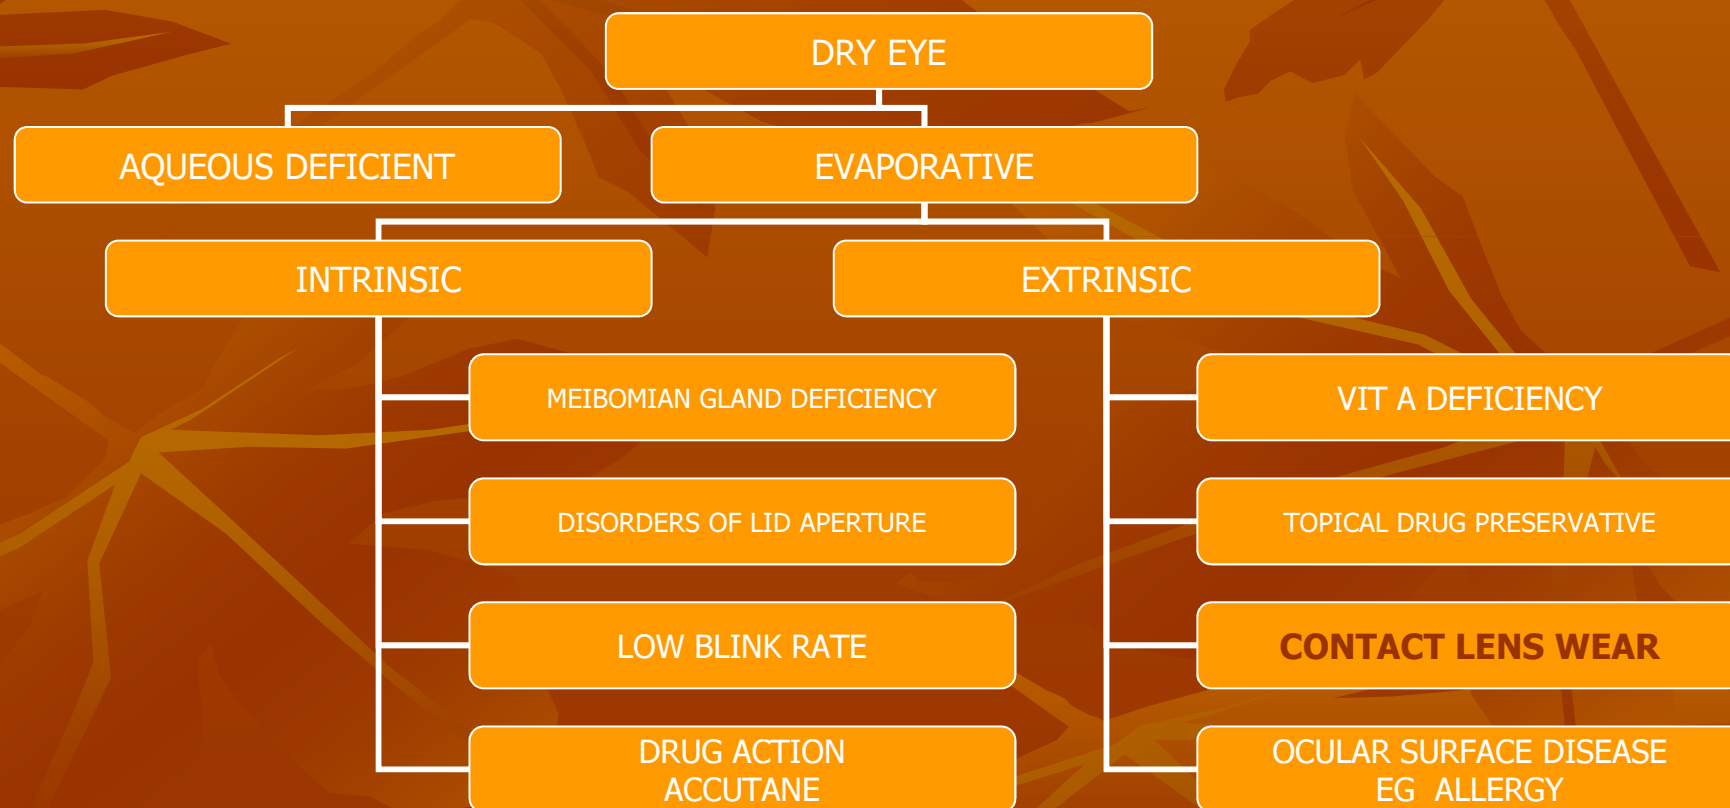 DRY EYE
AQUEOUS DEFICIENT
EVAPORATIVE
INTRINSIC
EXTRINSIC
MEIBOMIAN GLAND DEFICIENCY
VIT A DEFICIENCY
DISORDERS OF LID APERTURE
TOPICAL DRUG PRESERVATIVE
LOW BLINK RATE
CONTACT LENS WEAR
DRUG ACTION
ACCUTANE
OCULAR SURFACE DISEASE
EG ALLERGY